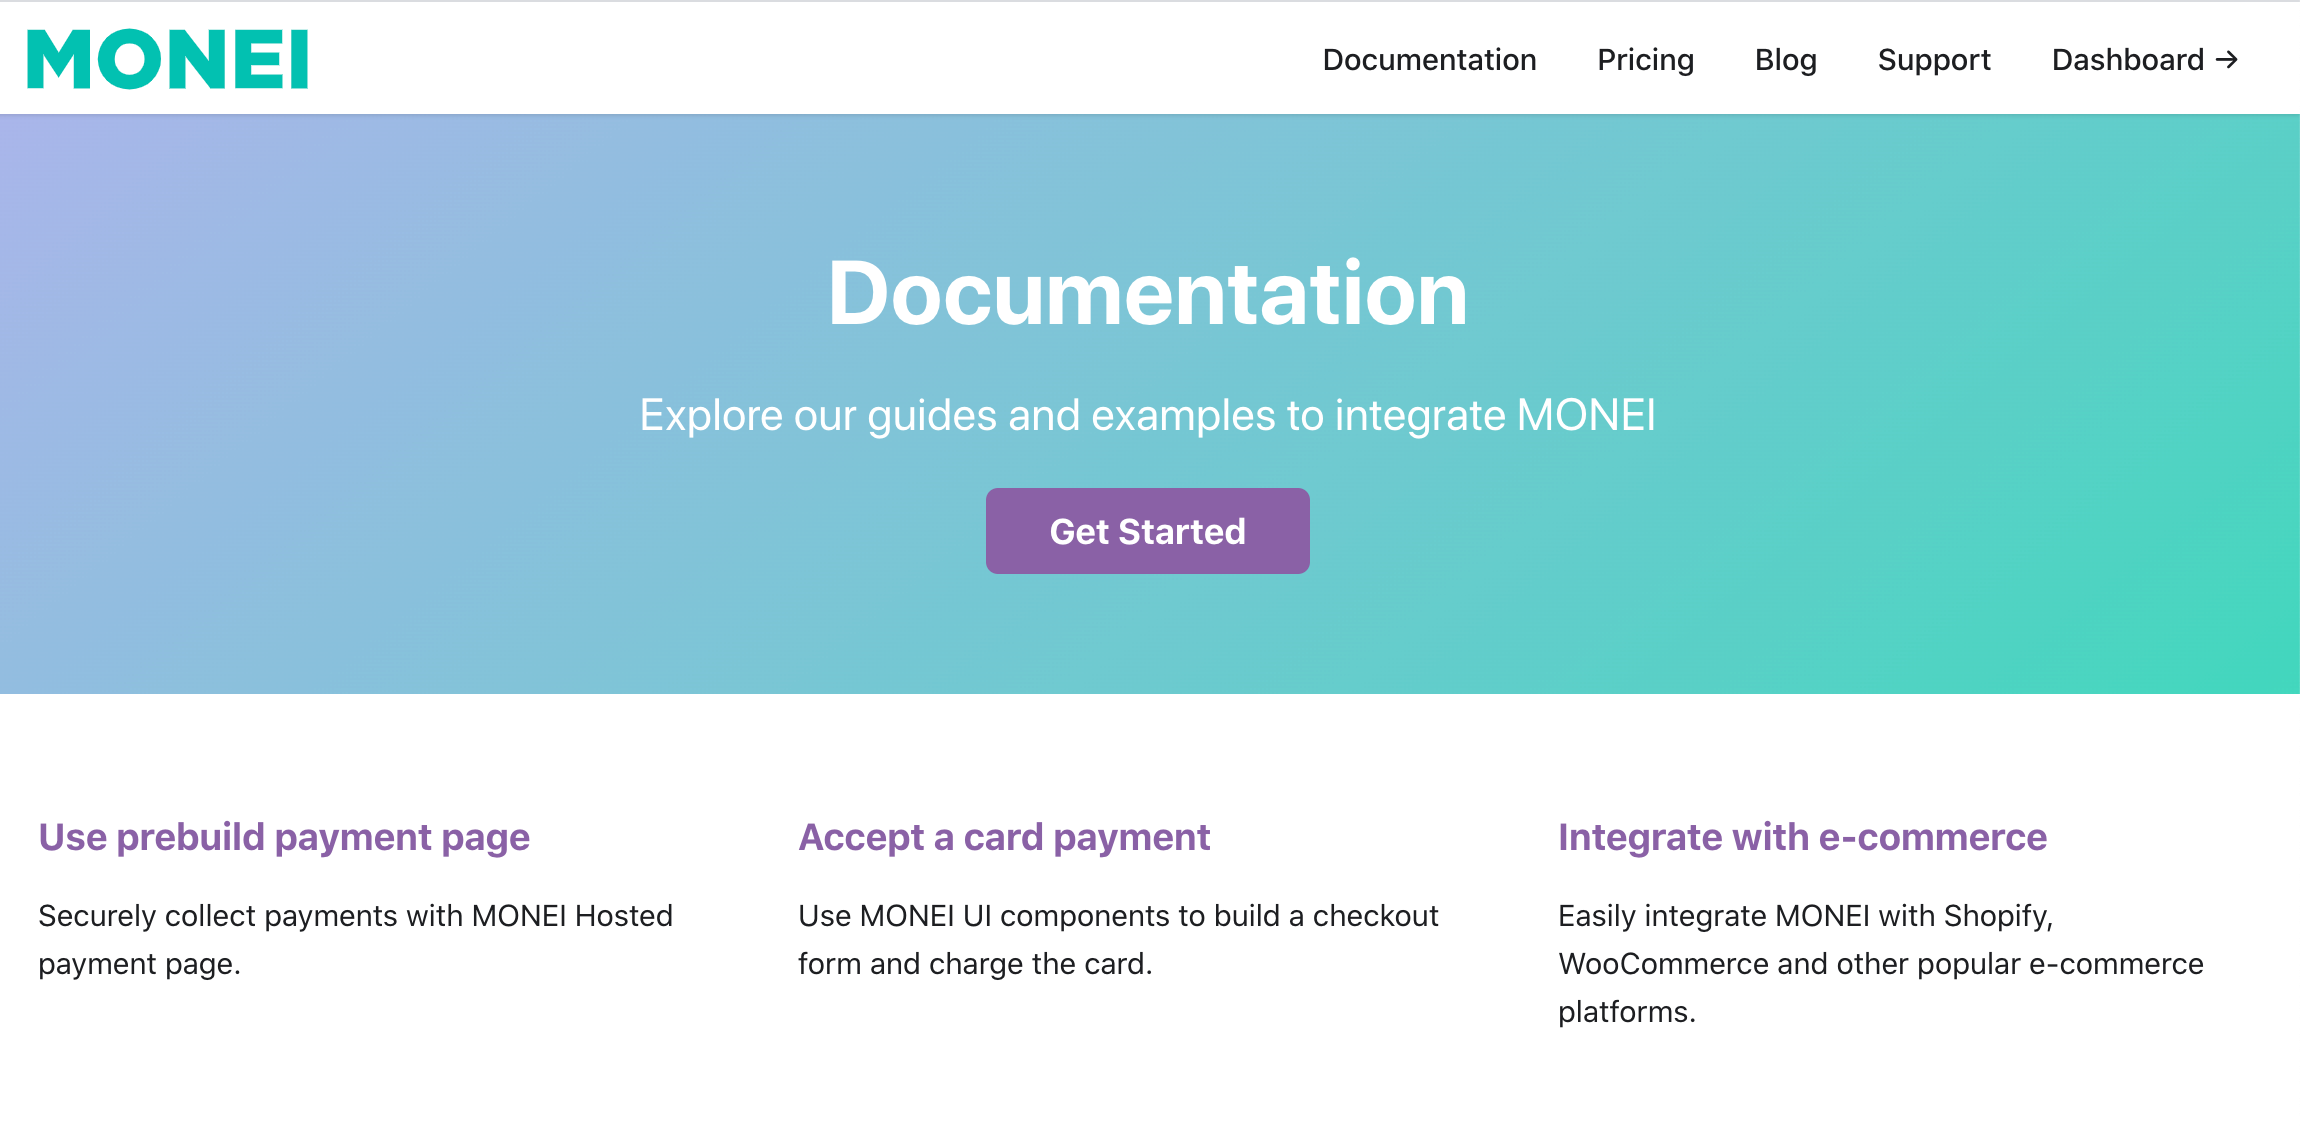 MONEI
Documentation Pricing Blog Support Dashboard →
Documentation
Explore our guides and examples to integrate MONEI
Get Started
Use prebuild payment page
Securely collect payments with MONEI Hosted
payment page.
Accept a card payment
Use MONEI UI components to build a checkout
form and charge the card.
Integrate with e-commerce
Easily integrate MONEI with Shopify,
WooCommerce and other popular e-commerce
platforms.